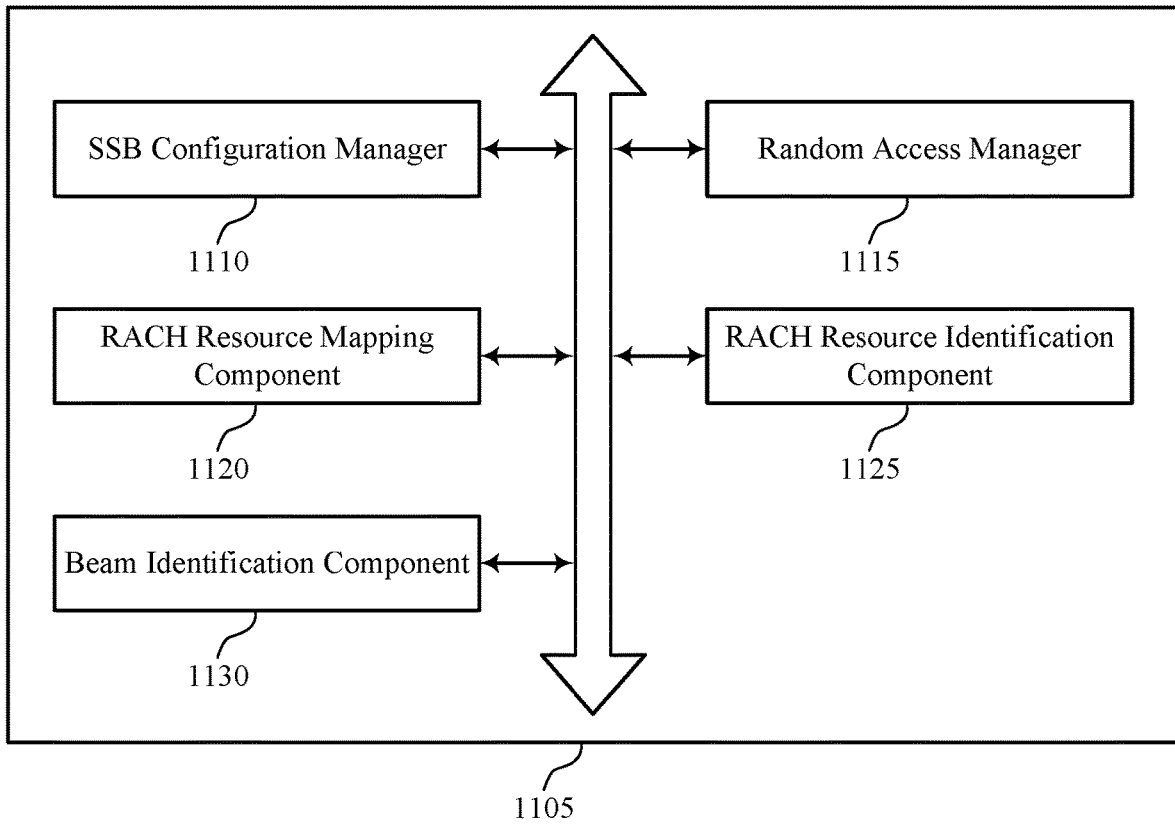 SSB Configuration Manager
1110
Random Access Manager
1115
RACH Resource Mapping
Component
1120
RACH Resource Identification
Component
1125
Beam Identification Component
1130
1105